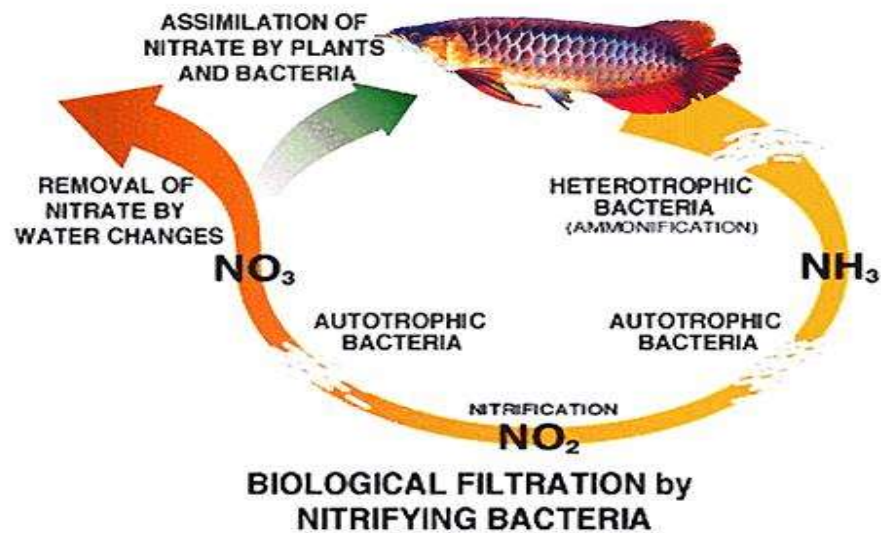 ASSIMILATION OF
NITRATE BY PLANTS
AND BACTERIA
REMOVAL OF
NITRATE BY
WATER CHANGES
HETEROTROPHIC
BACTERIA
(AMMONIFICATION)
NO₃
NH₃
AUTOTROPHIC
BACTERIA
AUTOTROPHIC
BACTERIA
NITRIFICATION
NO₂
BIOLOGICAL FILTRATION by
NITRIFYING BACTERIA